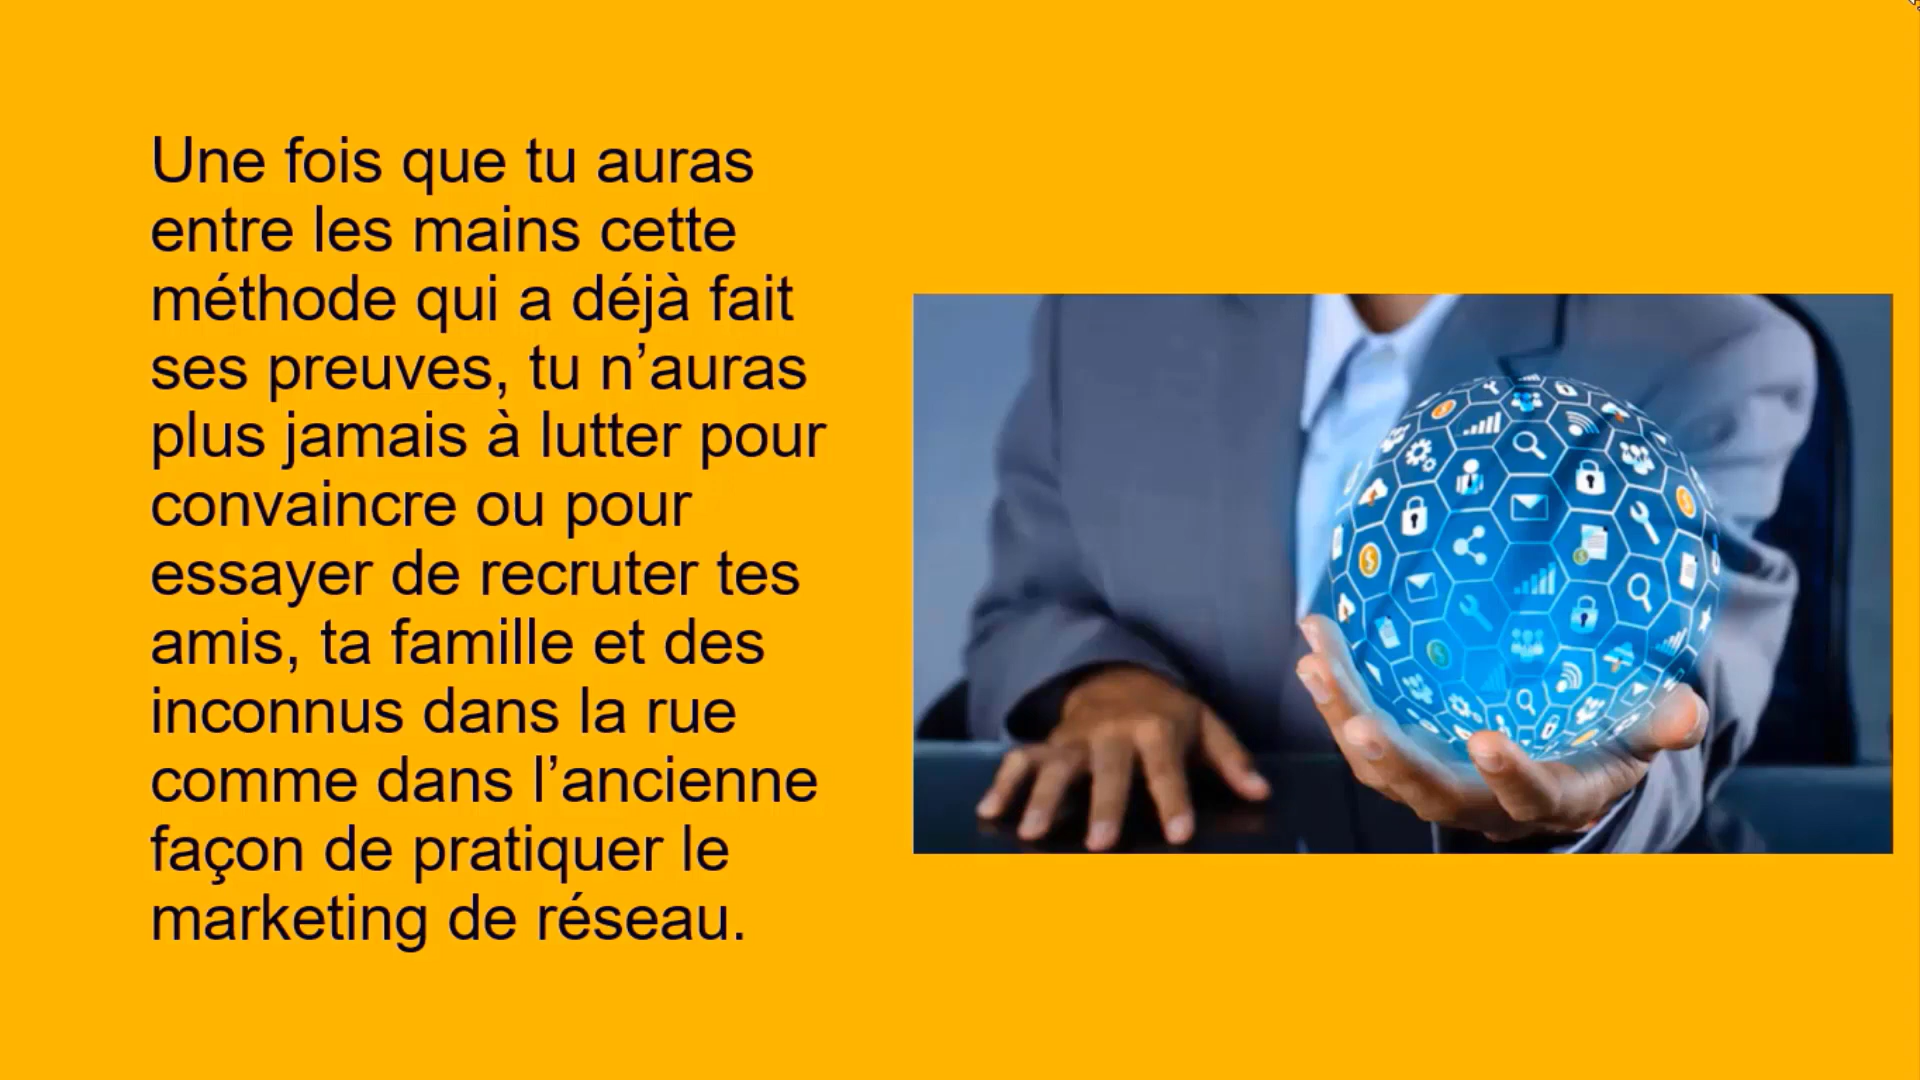 Une fois que tu auras
entre les mains cette
méthode qui a déjà fait
ses preuves, tu n’auras
plus jamais à lutter pour
convaincre ou pour
essayer de recruter tes
amis, ta famille et des
inconnus dans la rue
comme dans l’ancienne
façon de pratiquer le
marketing de réseau.